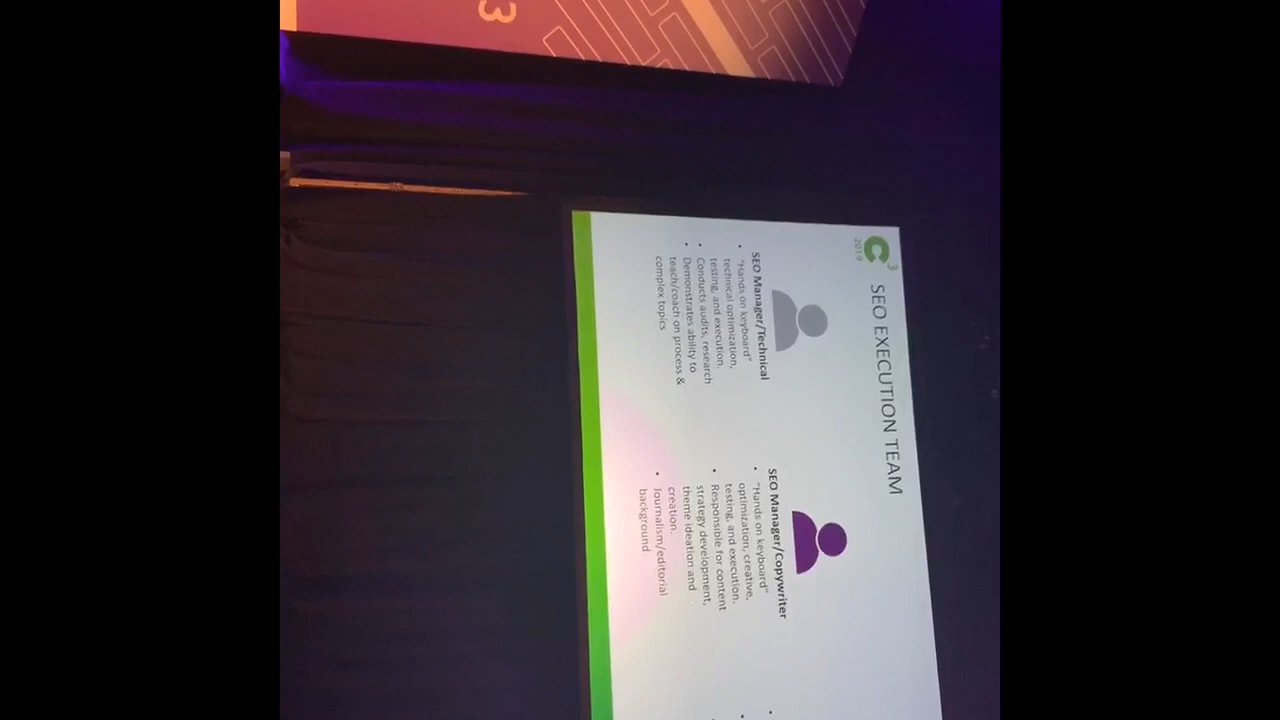 3
C3
2019
SEO EXECUTION TEAM
SEO Manager/Technical
• "Hands on keyboard"
technical optimization,
testing, and execution.
• Conducts audits, research
• Demonstrates ability to
teach/coach on process &
complex topics
SEO Manager/Copywriter
• "Hands on keyboard"
optimization, creative,
testing, and execution.
• Responsible for content
strategy development,
theme ideation and
creation.
• Journalism/editorial
background